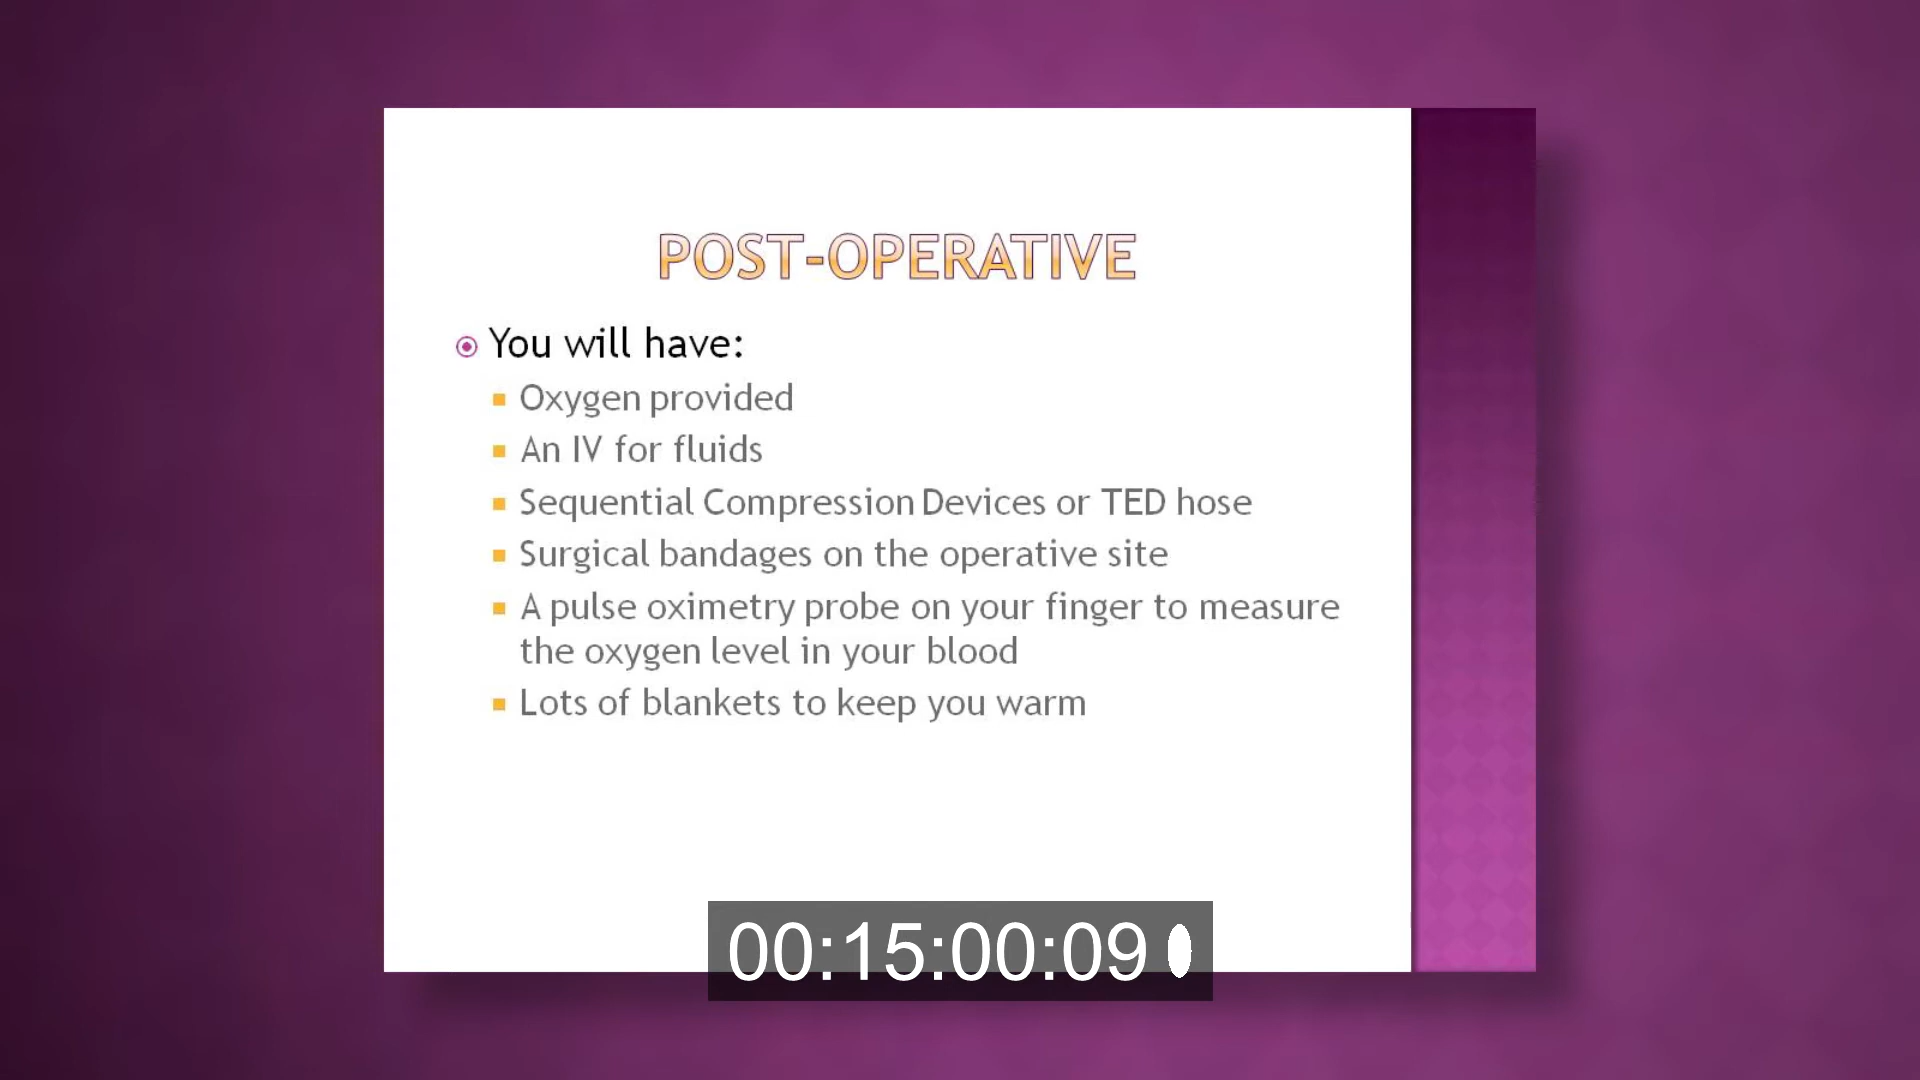 POST-OPERATIVE
You will have:
Oxygen provided
An IV for fluids
Sequential Compression Devices or TED hose
Surgical bandages on the operative site
A pulse oximetry probe on your finger to measure
the oxygen level in your blood
Lots of blankets to keep you warm
00:15:00:09